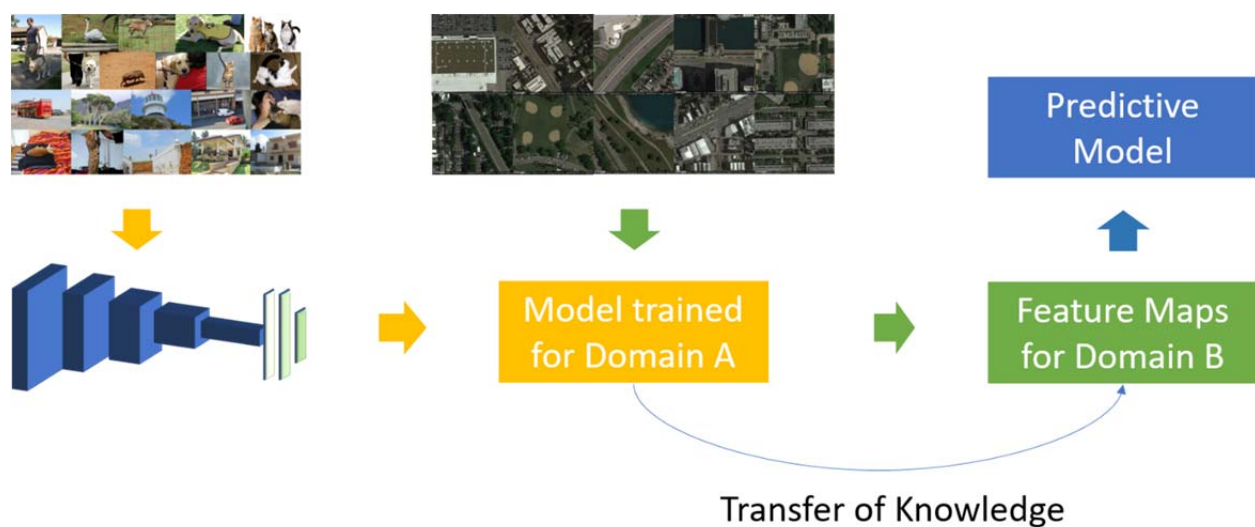 Predictive
Model
Model trained
for Domain A
Feature Maps
for Domain B
Transfer of Knowledge